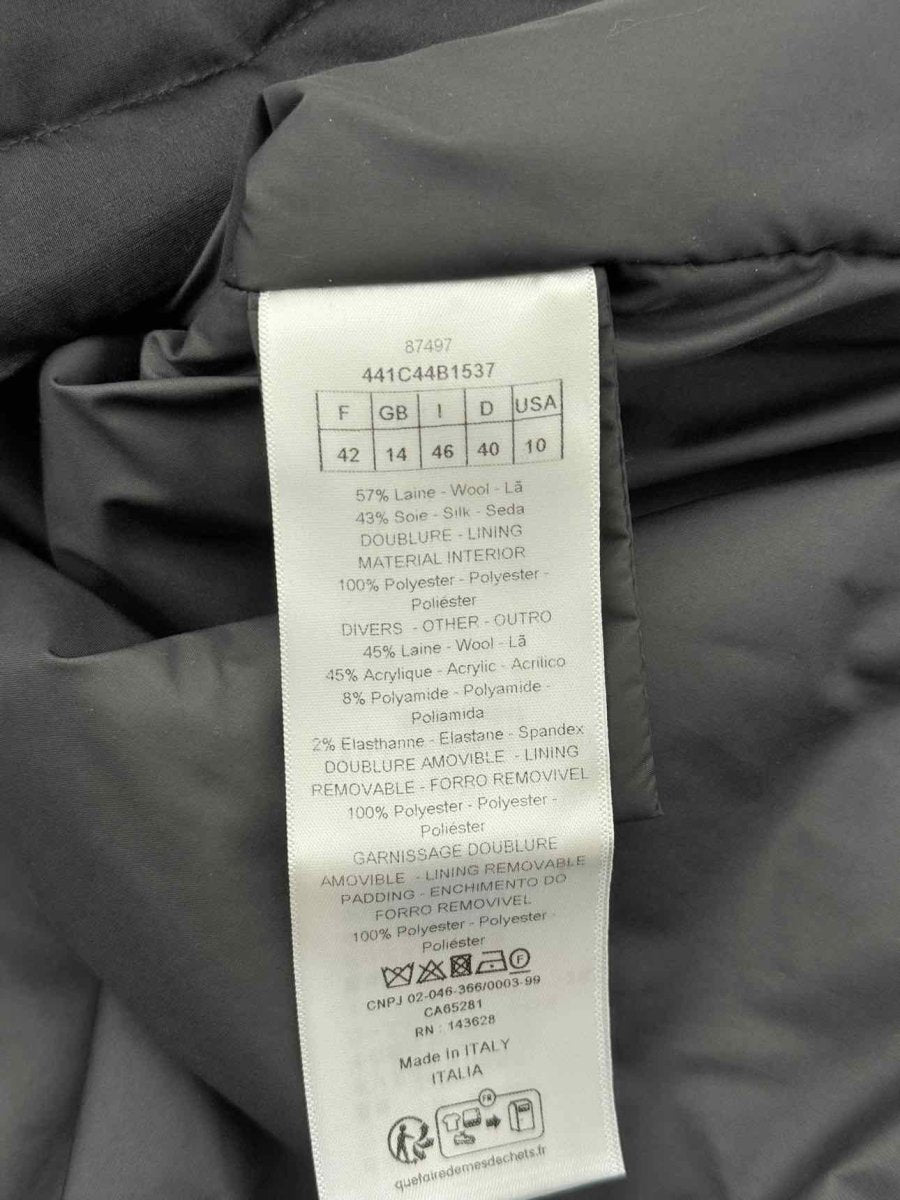 87497
441C44B1537
F GB I D USA
42 14 46 40 10
57% Laine - Wool - Lã
43% Soie - Silk - Seda
DOUBLURE - LINING
MATERIAL INTERIOR
100% Polyester - Polyester -
Poliéster
DIVERS - OTHER - OUTRO
45% Laine - Wool - Lã
45% Acrylique - Acrylic - Acrilico
8% Polyamide - Polyamide -
Poliamida
2% Elasthanne - Elastane - Spandex
DOUBLURE AMOVIBLE - LINING
REMOVABLE - FORRO REMOVIVEL
100% Polyester - Polyester -
Poliéster
GARNISSAGE DOUBLURE
AMOVIBLE - LINING REMOVABLE
PADDING - ENCHIMENTO DO
FORRO REMOVIVEL
100% Polyester - Polyester -
Poliéster
F
CNPJ 02-046-366/0003-99
CA65281
RN : 143628
Made in ITALY
ITALIA
FR
quefairedemesdechets.fr